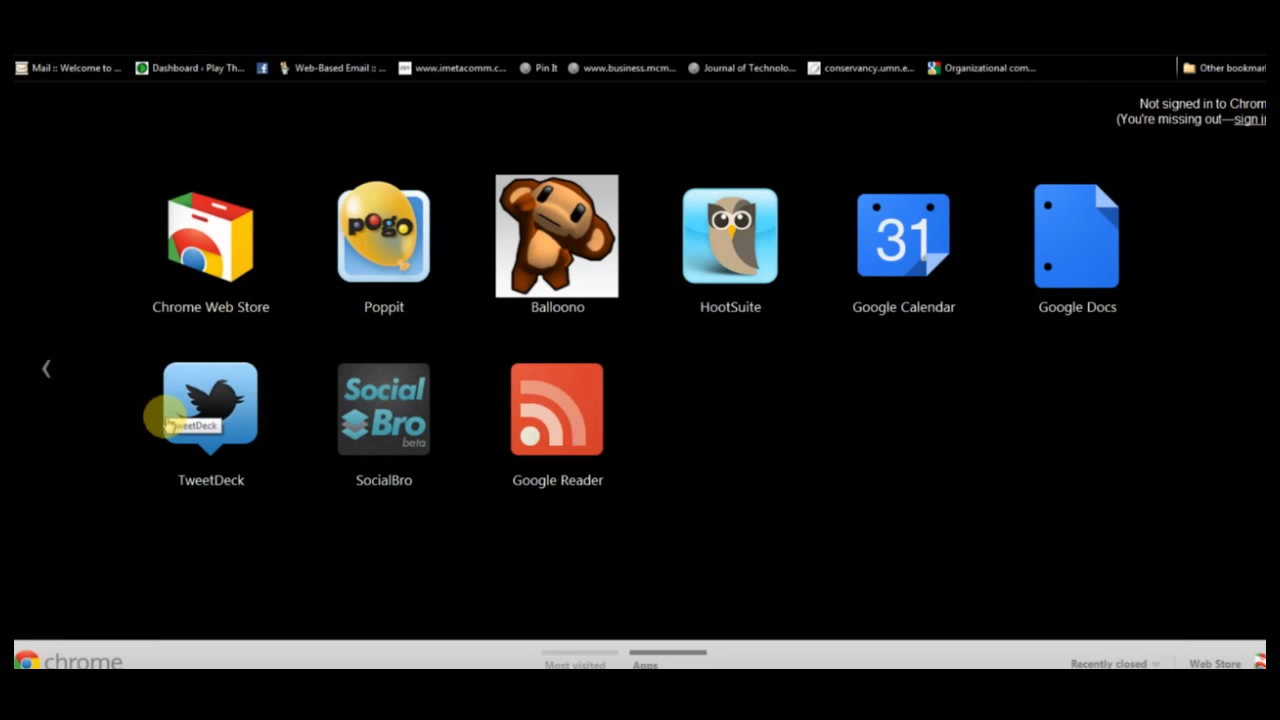 Mail :: Welcome to ... Dashboard ‹ Play Th... Web-Based Email :: ... www.imetacomm.c... Pin It www.business.mcm... Journal of Technolo... conservancy.umn.e... Organizational com... Other bookmar
Not signed in to Chrom
(You're missing out—sign i
pogo
31
Chrome Web Store Poppit Balloono HootSuite Google Calendar Google Docs
Social
Bro
beta
TweetDeck
TweetDeck SocialBro Google Reader
chrome Most visited Apps Recently closed Web Store